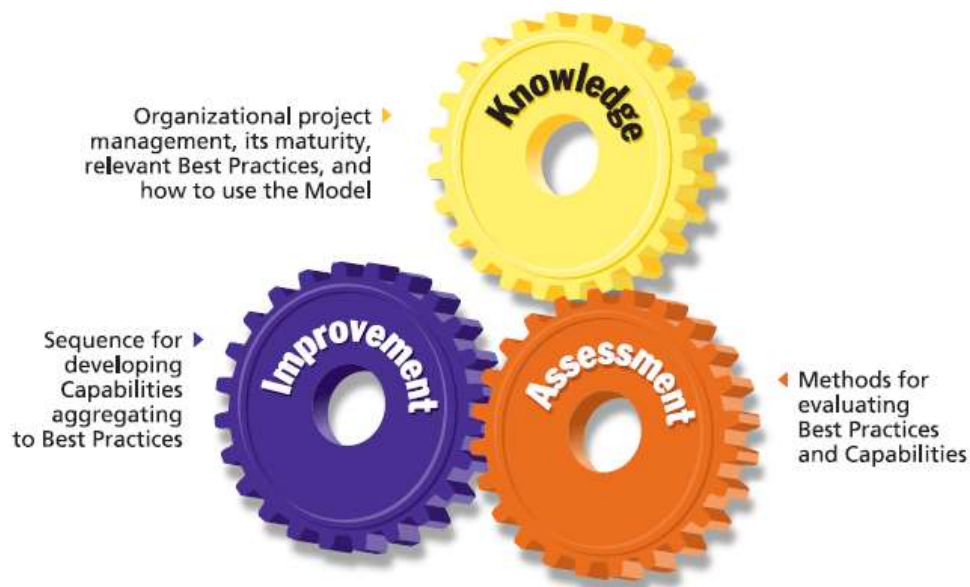 Knowledge
Organizational project
management, its maturity,
relevant Best Practices, and
how to use the Model
Improvement
Sequence for
developing
Capabilities
aggregating
to Best Practices
Assessment
Methods for
evaluating
Best Practices
and Capabilities